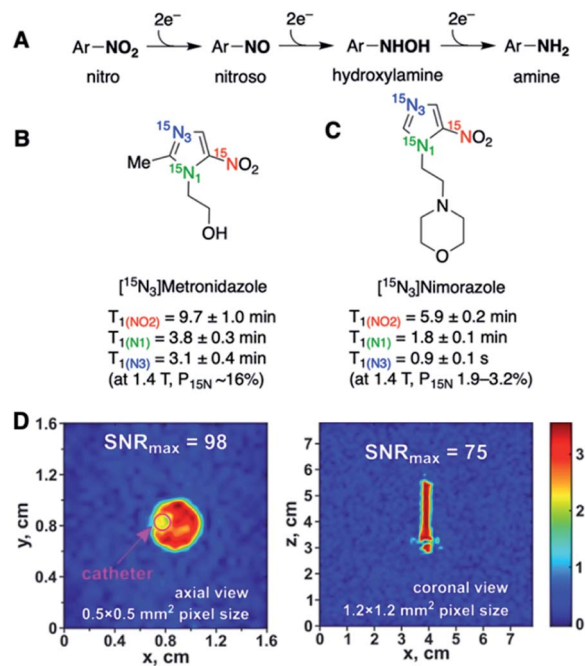 A
2e⁻ 2e⁻ 2e⁻
Ar–NO₂ Ar–NO Ar–NHOH Ar–NH₂
nitro nitroso hydroxylamine amine
B
¹⁵N₃
Me
¹⁵NO₂
¹⁵N₁
OH
[¹⁵N₃]Metronidazole
T₁(NO2) = 9.7 ± 1.0 min
T₁(N1) = 3.8 ± 0.3 min
T₁(N3) = 3.1 ± 0.4 min
(at 1.4 T, P₁₅N ~16%)
C
¹⁵N₃
¹⁵NO₂
¹⁵N₁
N
O
[¹⁵N₃]Nimorazole
T₁(NO2) = 5.9 ± 0.2 min
T₁(N1) = 1.8 ± 0.1 min
T₁(N3) = 0.9 ± 0.1 s
(at 1.4 T, P₁₅N 1.9–3.2%)
D
SNRmax = 98
catheter
axial view
0.5×0.5 mm² pixel size
y, cm
1.6
1.2
0.8
0.4
0
0 0.4 0.8 1.2 1.6
x, cm
SNRmax = 75
coronal view
1.2×1.2 mm² pixel size
z, cm
7
6
5
4
3
2
1
0
0 1 2 3 4 5 6 7
x, cm
3
2
1
0